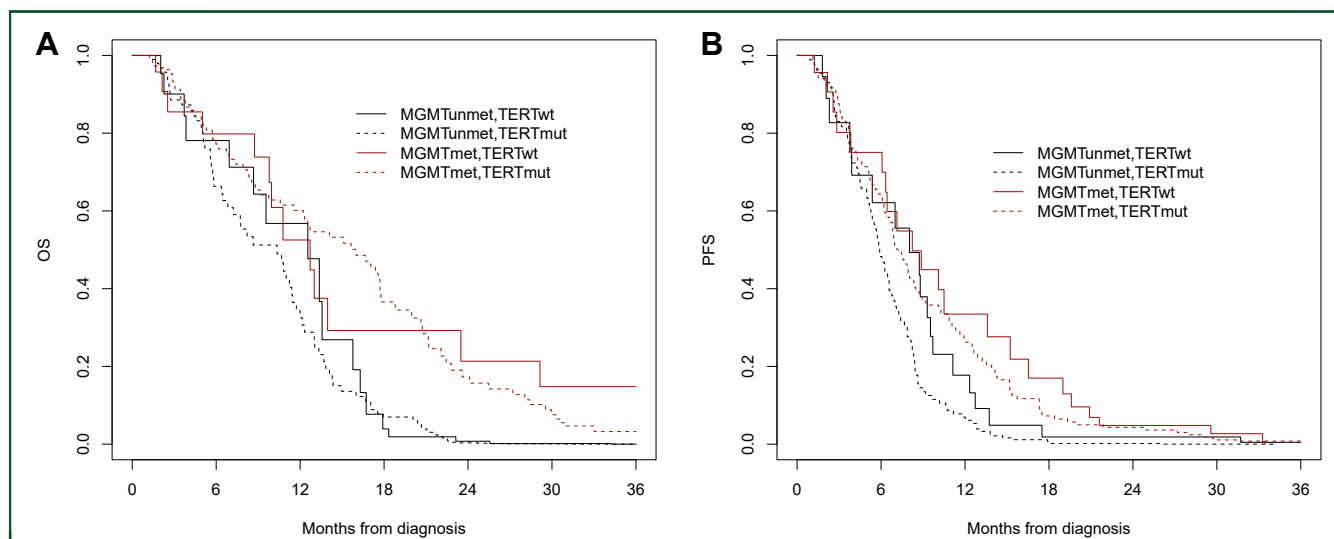 A
OS
1.0
0.8
0.6
0.4
0.2
0.0
MGMTunmet,TERTwt
MGMTunmet,TERTmut
MGMTmet,TERTwt
MGMTmet,TERTmut
0 6 12 18 24 30 36
Months from diagnosis
B
PFS
1.0
0.8
0.6
0.4
0.2
0.0
MGMTunmet,TERTwt
MGMTunmet,TERTmut
MGMTmet,TERTwt
MGMTmet,TERTmut
0 6 12 18 24 30 36
Months from diagnosis